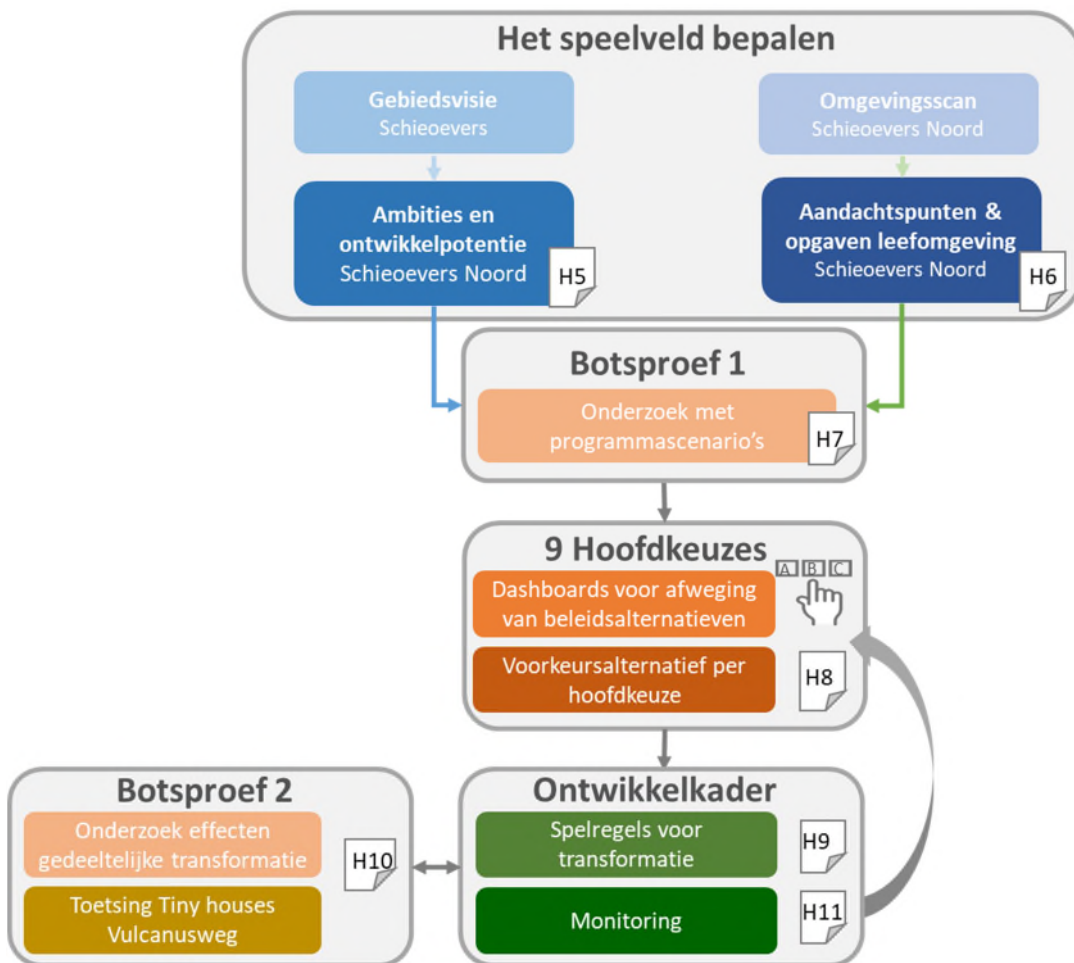 Het speelveld bepalen
Gebiedsvisie
Schieoevers
Omgevingsscan
Schieoevers Noord
Ambities en
ontwikkelpotentie
Schieoevers Noord
H5
Aandachtspunten &
opgaven leefomgeving
Schieoevers Noord
H6
Botsproef 1
Onderzoek met
programmascenario's
H7
9 Hoofdkeuzes
A B C
Dashboards voor afweging
van beleidsalternatieven
Voorkeursalternatief per
hoofdkeuze
H8
Botsproef 2
Onderzoek effecten
gedeeltelijke transformatie
Toetsing Tiny houses
Vulcanusweg
H10
Ontwikkelkader
Spelregels voor
transformatie
H9
Monitoring
H11